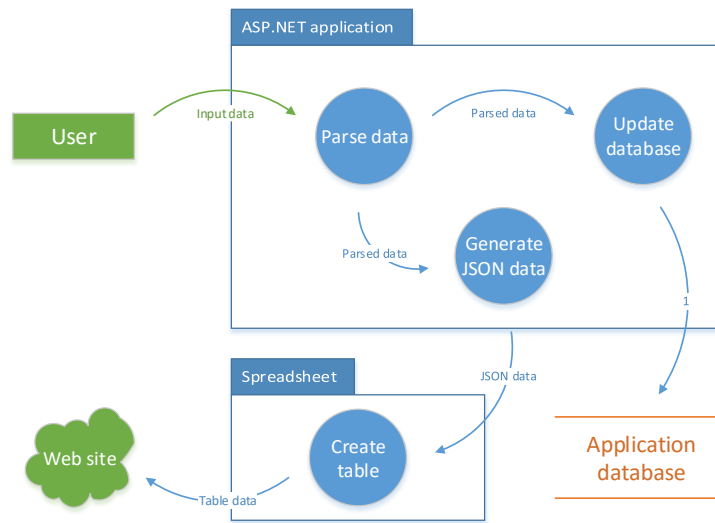 ASP.NET application
User
Input data
Parse data
Parsed data
Update
database
Parsed data
Generate
JSON data
1
Spreadsheet
JSON data
Create
table
Table data
Web site
Application
database